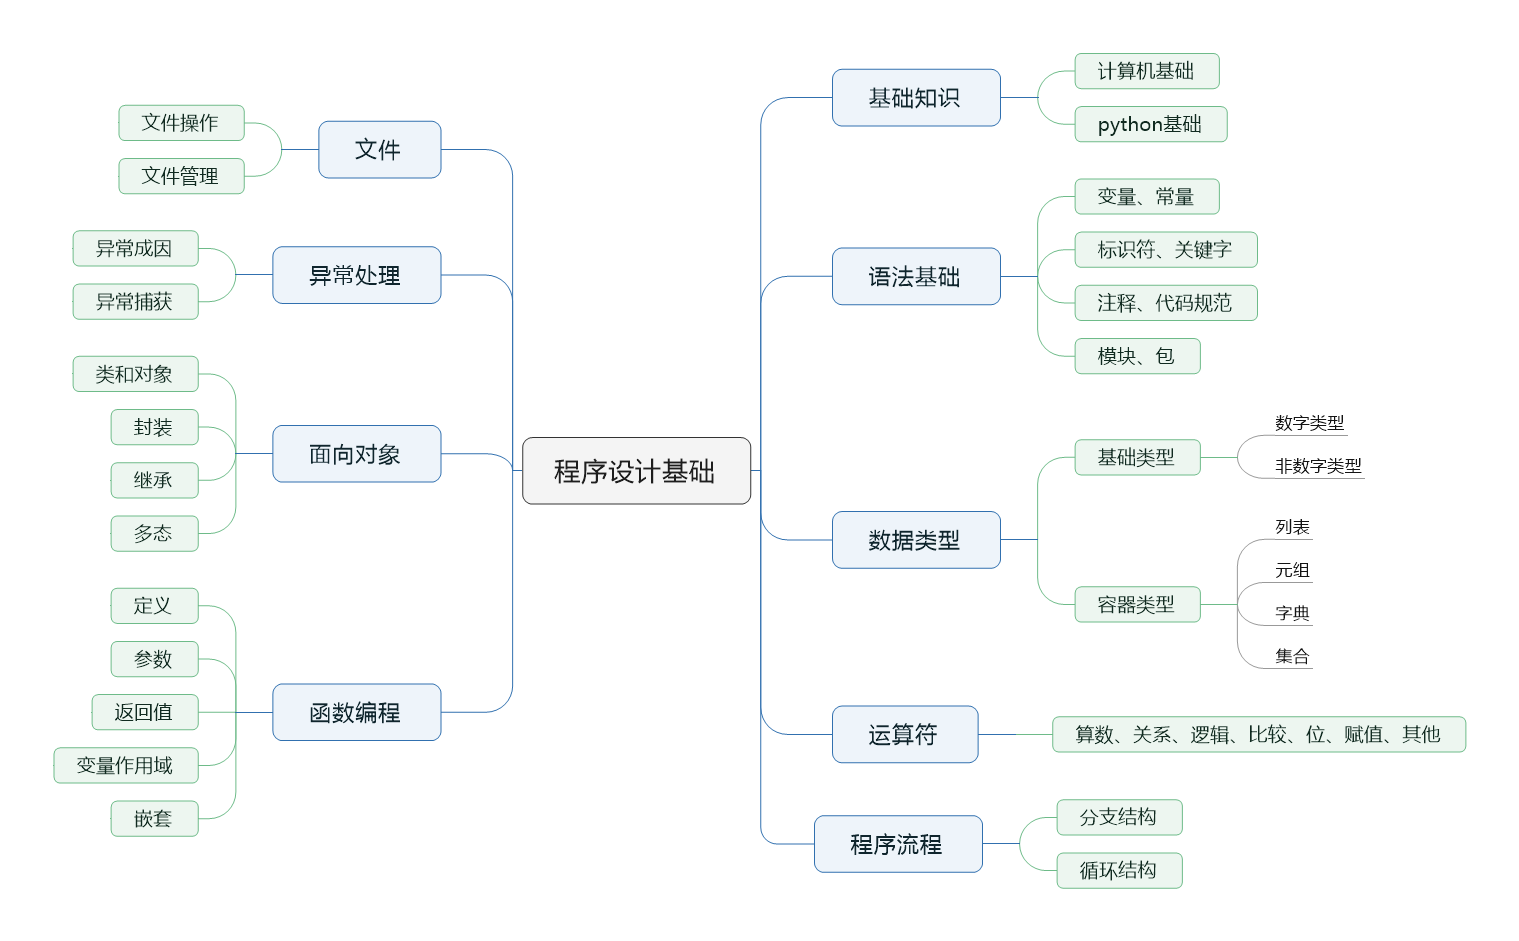 程序设计基础
基础知识
计算机基础
python基础
语法基础
变量、常量
标识符、关键字
注释、代码规范
模块、包
数据类型
基础类型
数字类型
非数字类型
容器类型
列表
元组
字典
集合
运算符
算数、关系、逻辑、比较、位、赋值、其他
程序流程
分支结构
循环结构
文件
文件操作
文件管理
异常处理
异常成因
异常捕获
面向对象
类和对象
封装
继承
多态
函数编程
定义
参数
返回值
变量作用域
嵌套